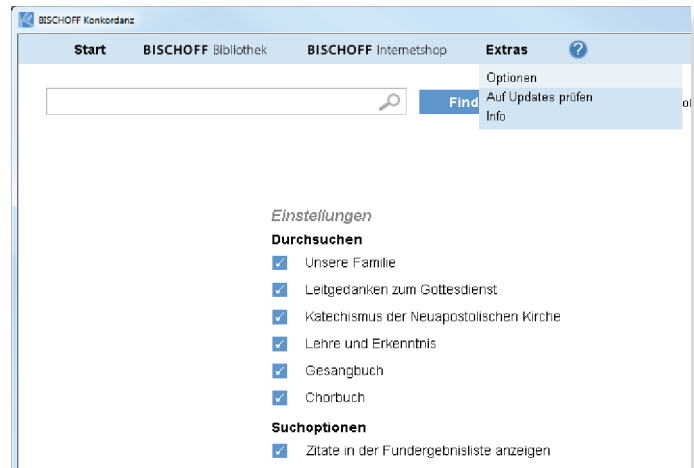 BISCHOFF Konkordanz
Start BISCHOFF Bibliothek BISCHOFF Internetshop Extras ?
Optionen
Find Auf Updates prüfen
Info
Einstellungen
Durchsuchen
Unsere Familie
Leitgedanken zum Gottesdienst
Katechismus der Neuapostolischen Kirche
Lehre und Erkenntnis
Gesangbuch
Chorbuch
Suchoptionen
Zitate in der Fundergebnisliste anzeigen